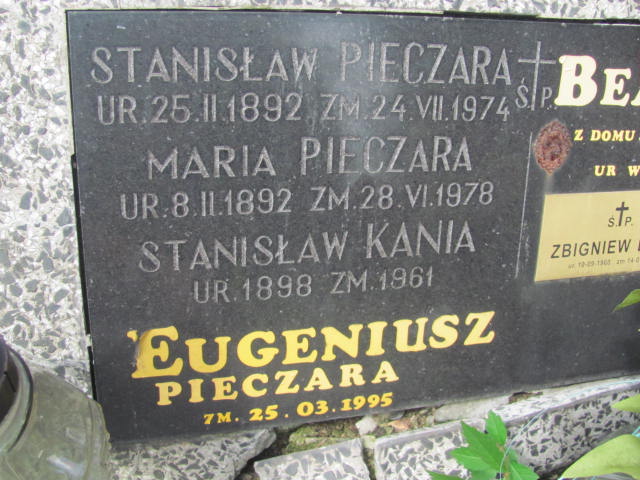 STANISŁAW PIECZARA
UR. 25.II.1892 ZM. 24.VII.1974
MARIA PIECZARA
UR. 8.II.1892 ZM. 28.VI.1978
STANISŁAW KANIA
UR. 1898 ZM. 1961
EUGENIUSZ
PIECZARA
ZM. 25.03.1995
Ś.P.
Z DOMU
UR W
Ś.P.
ZBIGNIEW